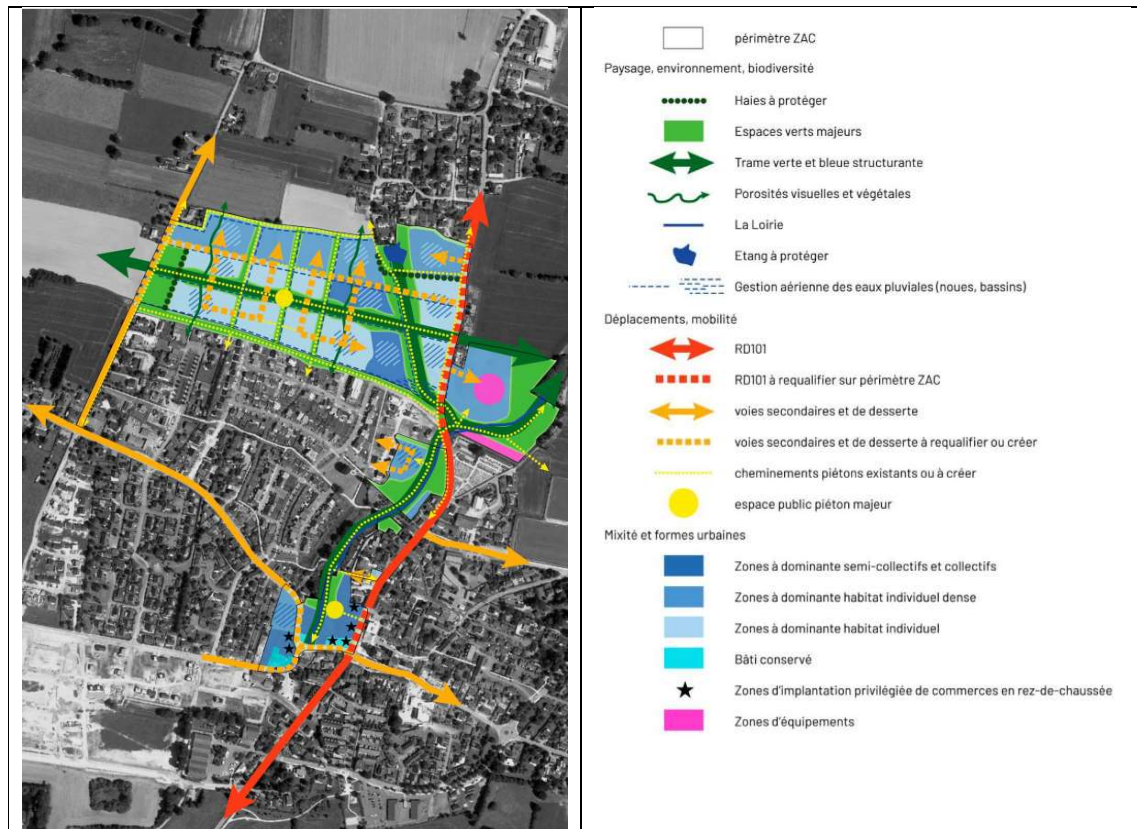 périmètre ZAC
Paysage, environnement, biodiversité
Haies à protéger
Espaces verts majeurs
Trame verte et bleue structurante
Porosités visuelles et végétales
La Loirie
Etang à protéger
Gestion aérienne des eaux pluviales (noues, bassins)
Déplacements, mobilité
RD101
RD101 à requalifier sur périmètre ZAC
voies secondaires et de desserte
voies secondaires et de desserte à requalifier ou créer
cheminements piétons existants ou à créer
espace public piéton majeur
Mixité et formes urbaines
Zones à dominante semi-collectifs et collectifs
Zones à dominante habitat individuel dense
Zones à dominante habitat individuel
Bâti conservé
Zones d'implantation privilégiée de commerces en rez-de-chaussée
Zones d'équipements